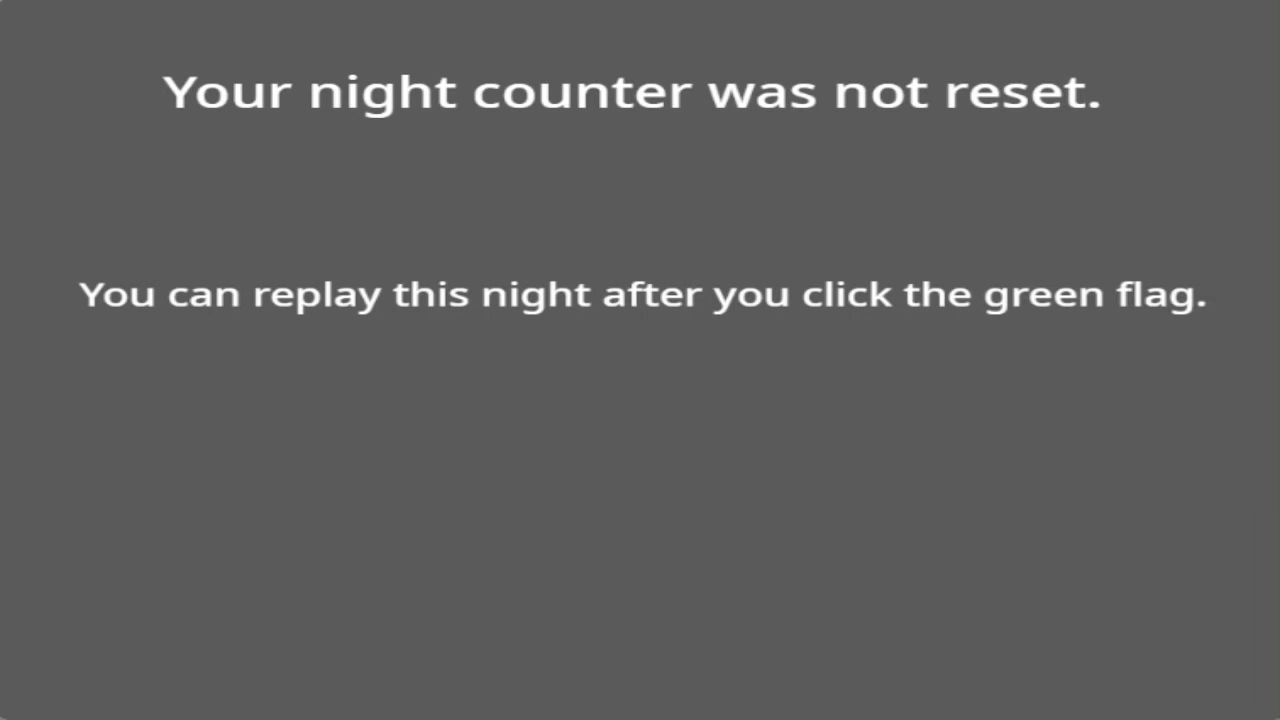 Your night counter was not reset.
You can replay this night after you click the green flag.